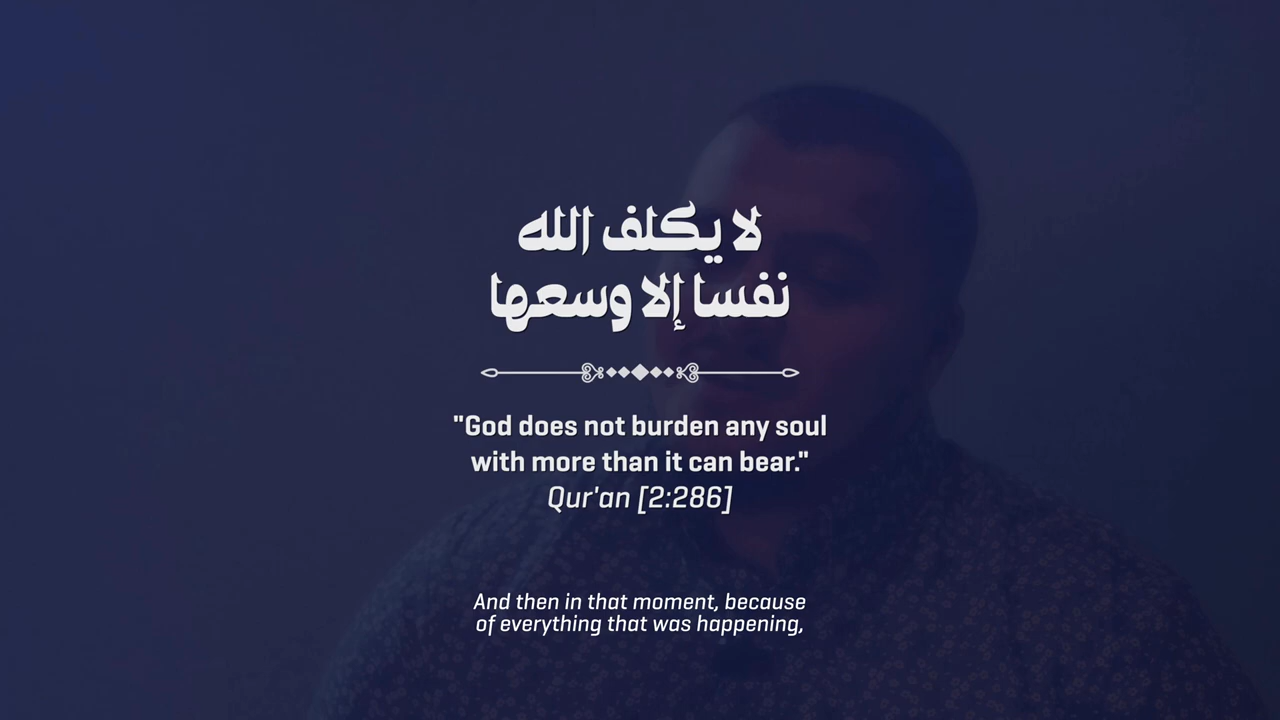 لا يكلف الله
نفسا إلا وسعها
"God does not burden any soul
with more than it can bear."
Qur'an [2:286]
And then in that moment, because
of everything that was happening,